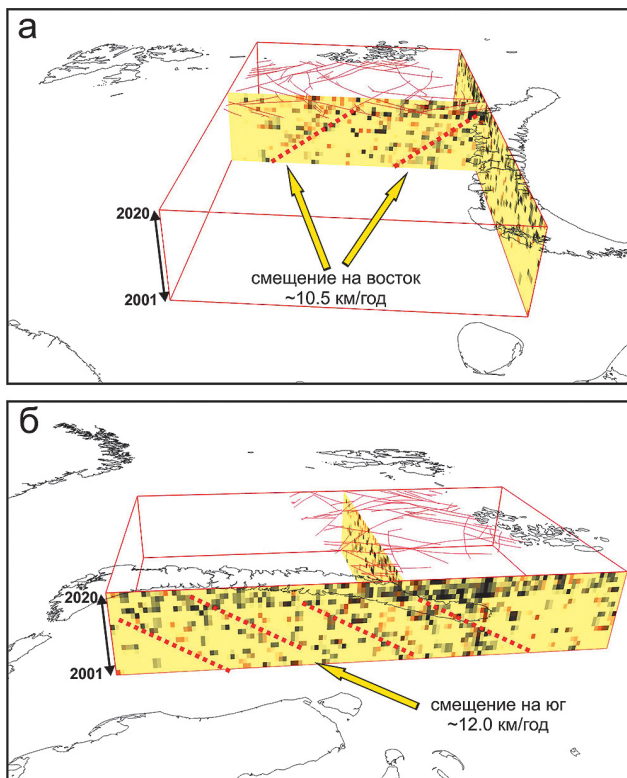 а
2020
2001
смещение на восток
~10.5 км/год
б
2020
2001
смещение на юг
~12.0 км/год